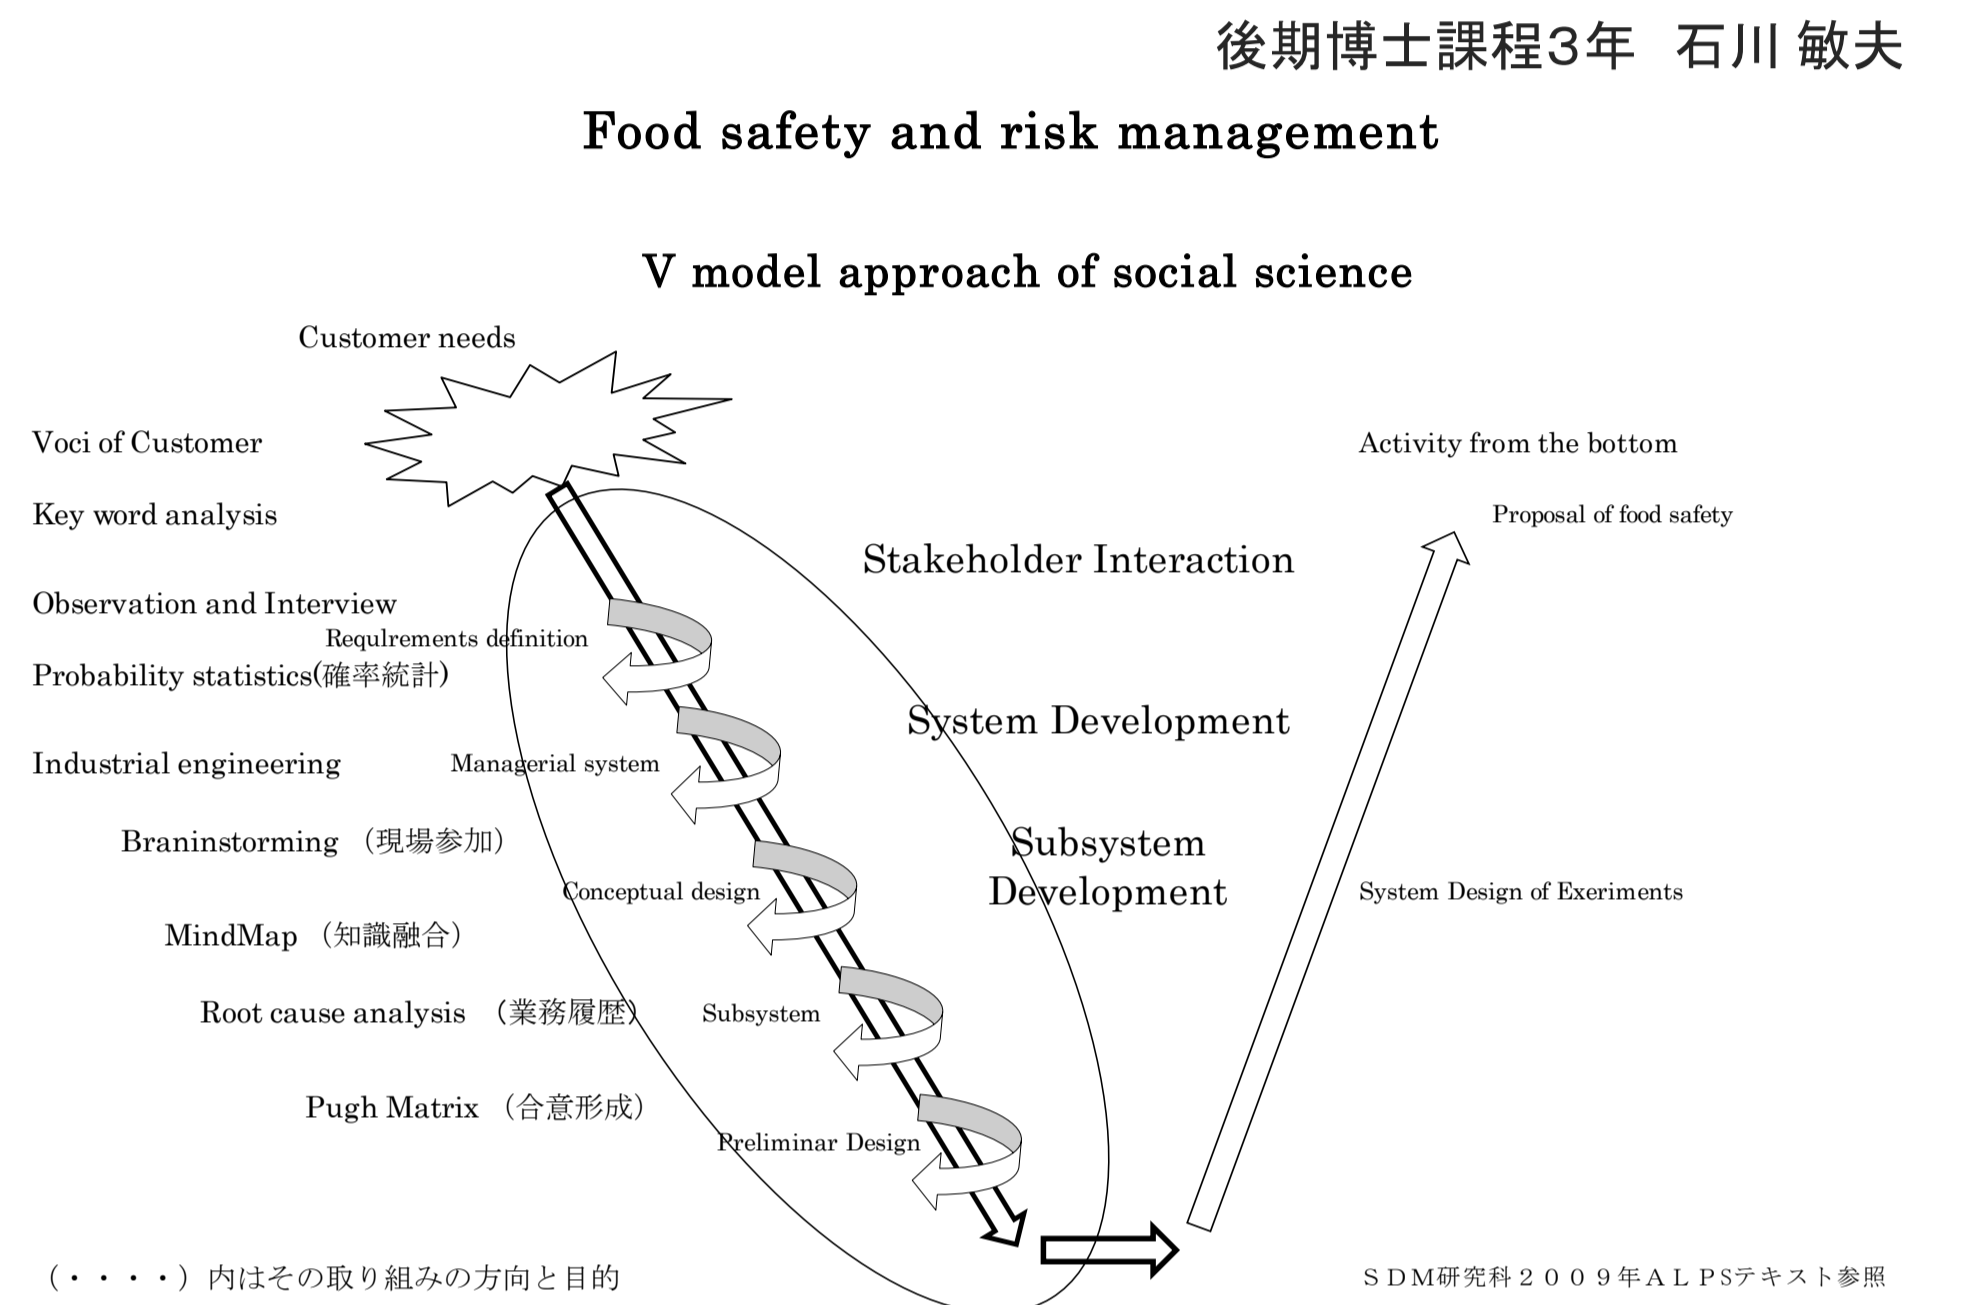 後期博士課程3年　石川 敏夫
Food safety and risk management
V model approach of social science
Customer needs
Voci of Customer
Activity from the bottom
Key word analysis
Proposal of food safety
Stakeholder Interaction
Observation and Interview
Requlrements definition
Probability statistics(確率統計)
System Development
Industrial engineering
Managerial system
Braninstorming （現場参加）
Subsystem
Development
Conceptual design
System Design of Exeriments
MindMap （知識融合）
Root cause analysis （業務履歴）
Subsystem
Pugh Matrix （合意形成）
Preliminar Design
（・・・・）内はその取り組みの方向と目的
ＳＤＭ研究科２００９年ＡＬＰSテキスト参照